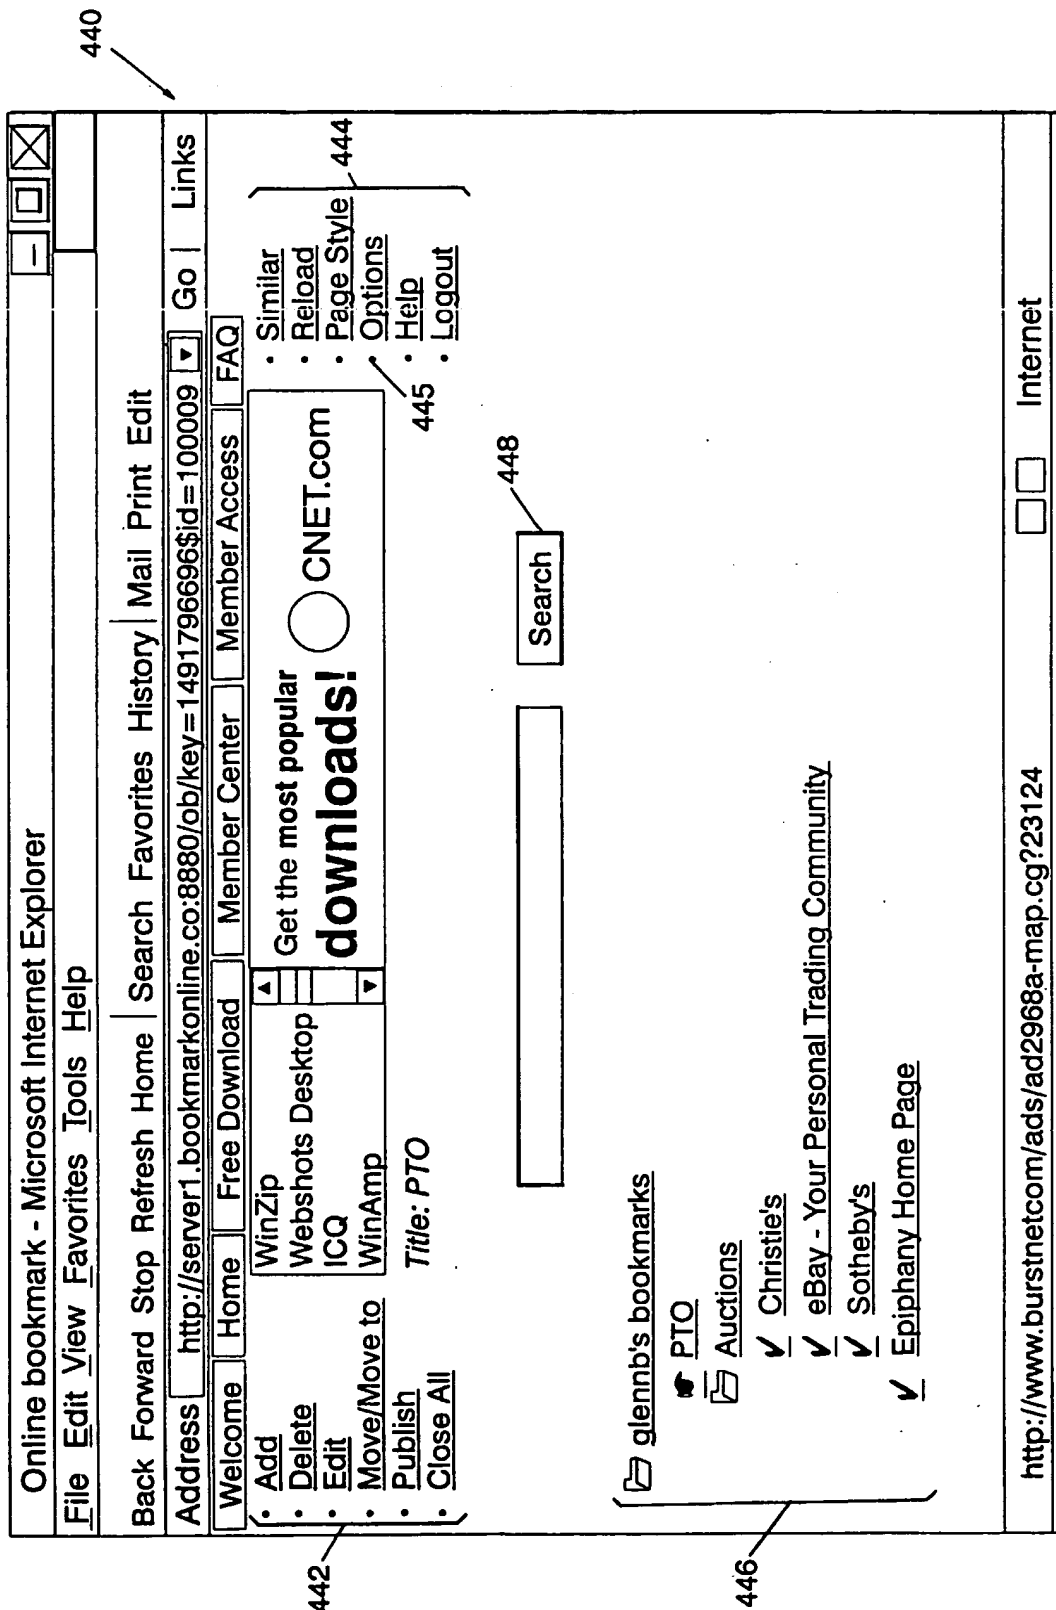 440
Online bookmark - Microsoft Internet Explorer
File Edit View Favorites Tools Help
Back Forward Stop Refresh Home | Search Favorites History | Mail Print Edit
Address http://server1.bookmarkonline.co:8880/ob/key=1491796696$id=100009 Go | Links
Welcome Home Free Download Member Center Member Access FAQ
442
• Add
• Delete
• Edit
• Move/Move to
• Publish
• Close All
WinZip
Webshots Desktop
ICQ
WinAmp
Get the most popular
downloads!
CNET.com
• Similar
• Reload
• Page Style
• Options
• Help
• Logout
444
445
Title: PTO
Search
448
446
glennb's bookmarks
PTO
Auctions
Christie's
eBay - Your Personal Trading Community
Sotheby's
Epiphany Home Page
http://www.burstnetcom/ads/ad2968a-map.cg?23124
Internet